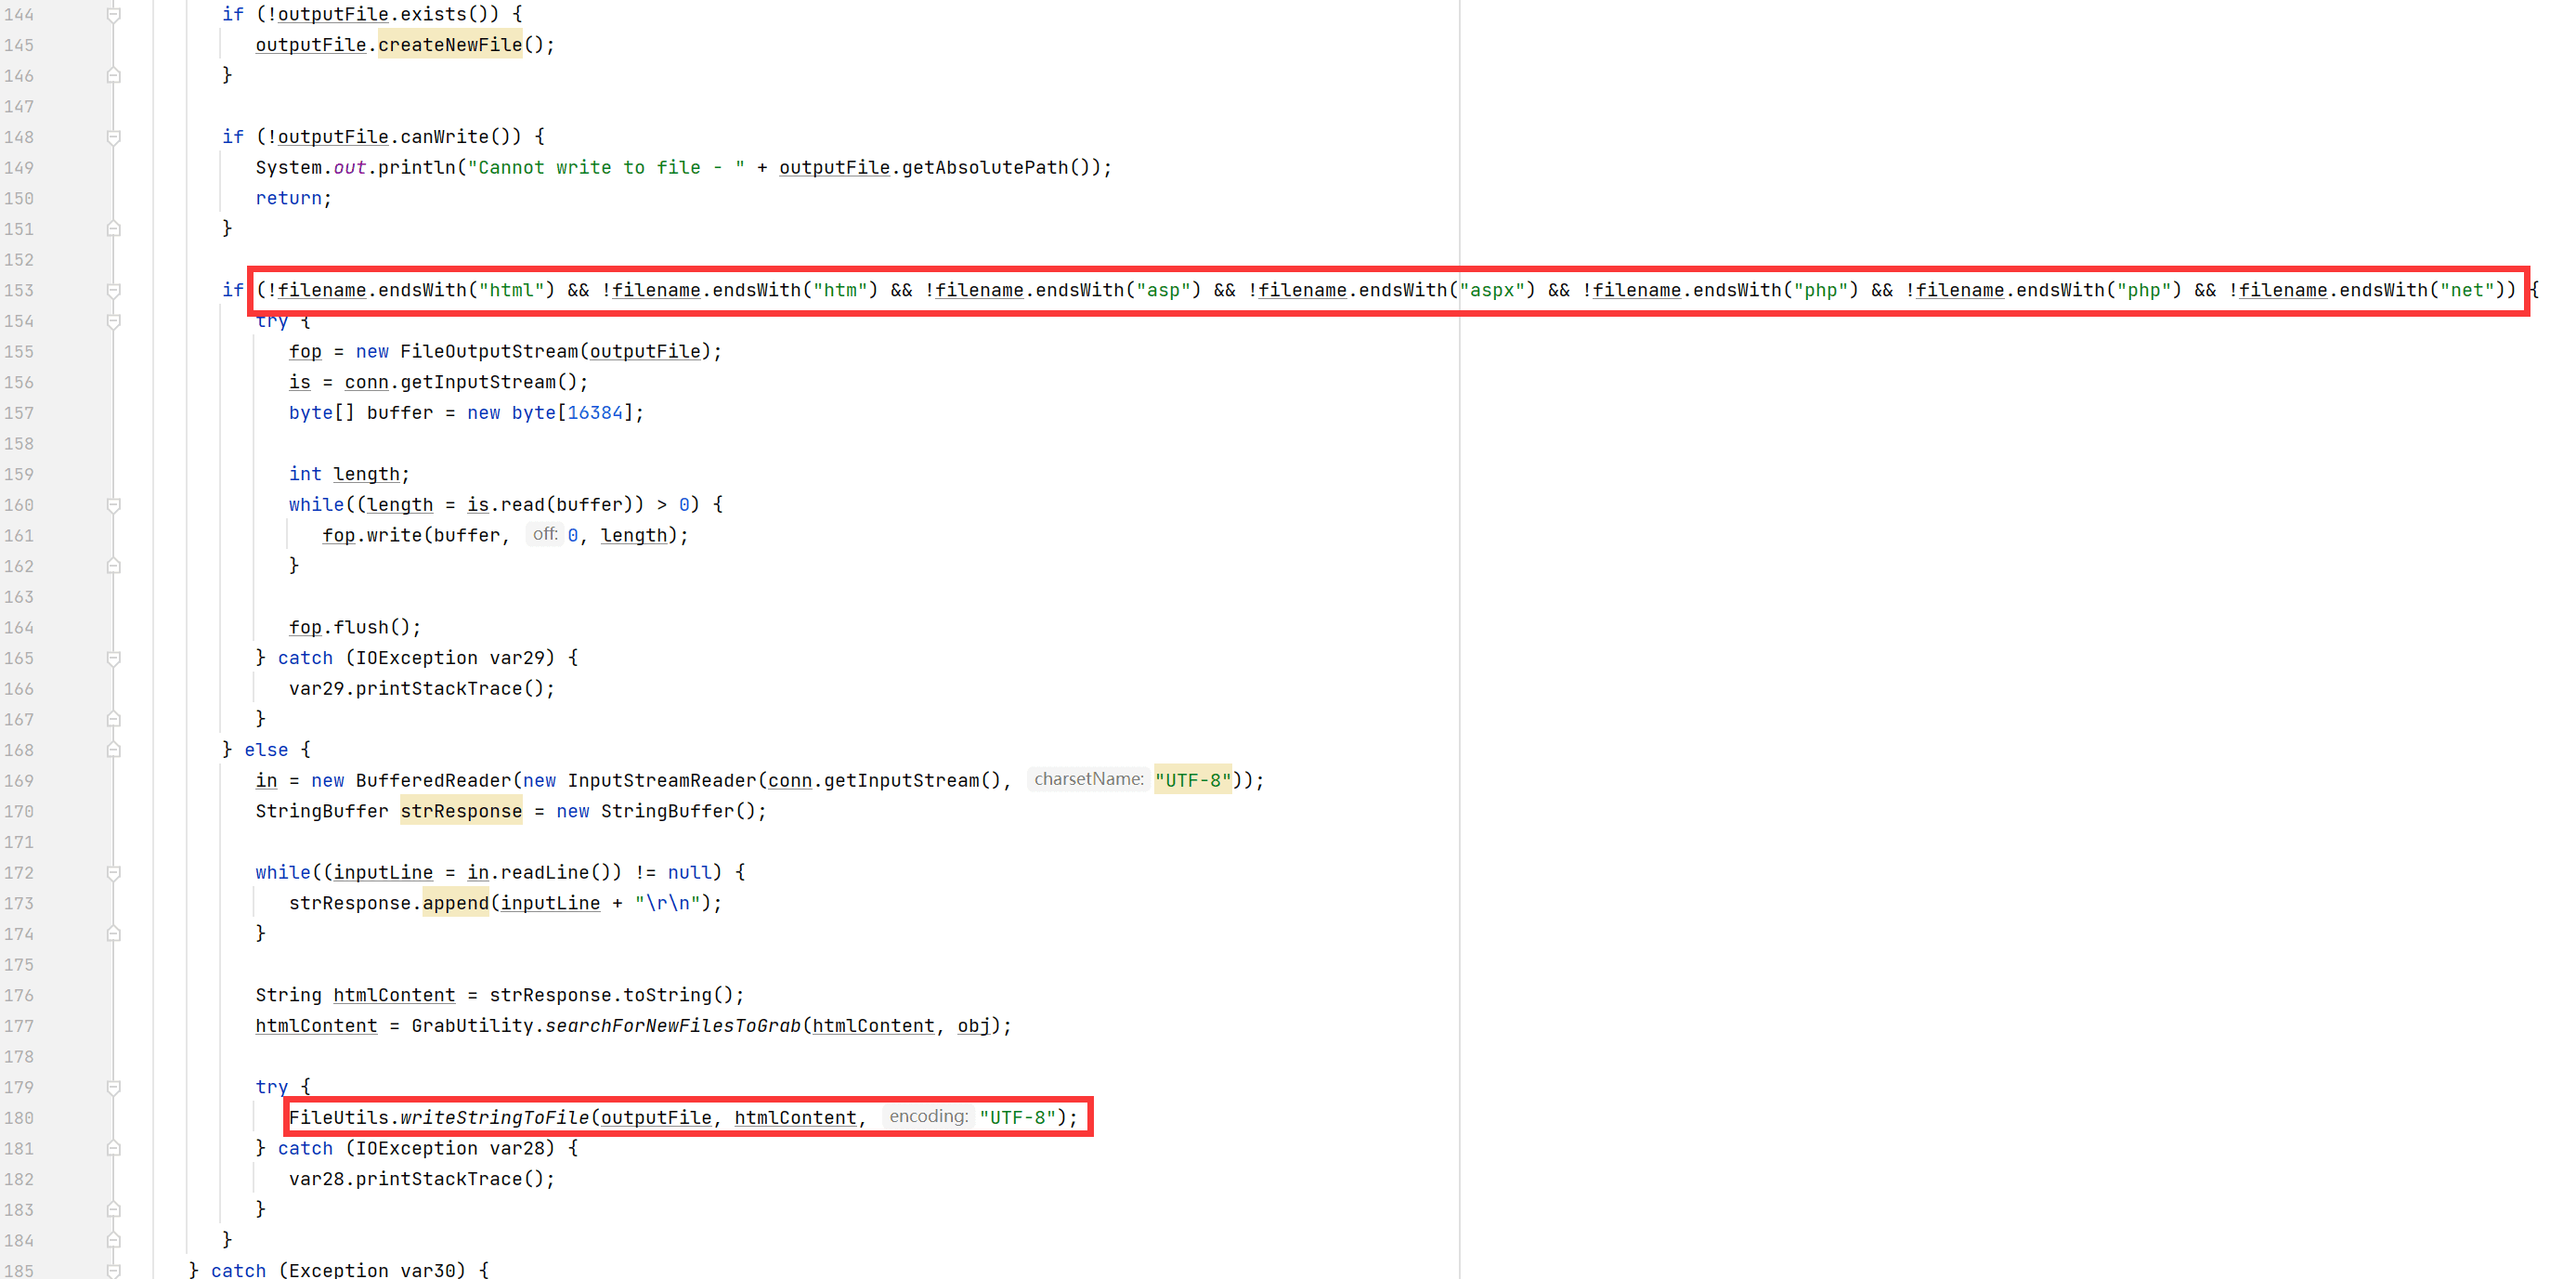 144 if (!outputFile.exists()) {
145 outputFile.createNewFile();
146 }
147
148 if (!outputFile.canWrite()) {
149 System.out.println("Cannot write to file - " + outputFile.getAbsolutePath());
150 return;
151 }
152
153 if (!filename.endsWith("html") && !filename.endsWith("htm") && !filename.endsWith("asp") && !filename.endsWith("aspx") && !filename.endsWith("php") && !filename.endsWith("php") && !filename.endsWith("net")) {
154 try {
155 fop = new FileOutputStream(outputFile);
156 is = conn.getInputStream();
157 byte[] buffer = new byte[16384];
158
159 int length;
160 while((length = is.read(buffer)) > 0) {
161 fop.write(buffer, off: 0, length);
162 }
163
164 fop.flush();
165 } catch (IOException var29) {
166 var29.printStackTrace();
167 }
168 } else {
169 in = new BufferedReader(new InputStreamReader(conn.getInputStream(), charsetName: "UTF-8"));
170 StringBuffer strResponse = new StringBuffer();
171
172 while((inputLine = in.readLine()) != null) {
173 strResponse.append(inputLine + "\r\n");
174 }
175
176 String htmlContent = strResponse.toString();
177 htmlContent = GrabUtility.searchForNewFilesToGrab(htmlContent, obj);
178
179 try {
180 FileUtils.writeStringToFile(outputFile, htmlContent, encoding: "UTF-8");
181 } catch (IOException var28) {
182 var28.printStackTrace();
183 }
184 }
185 } catch (Exception var30) {